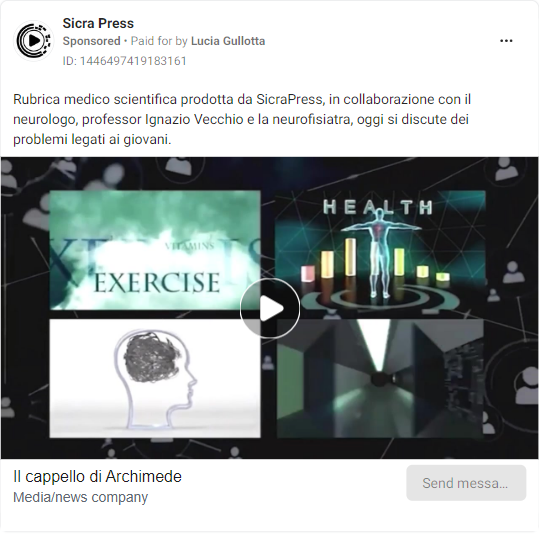 Sicra Press
Sponsored • Paid for by Lucia Gullotta
ID: 1446497419183161
Rubrica medico scientifica prodotta da SicraPress, in collaborazione con il
neurologo, professor Ignazio Vecchio e la neurofisiatra, oggi si discute dei
problemi legati ai giovani.
VITAMINS
EXERCISE
HEALTH
Il cappello di Archimede
Media/news company
Send messa...